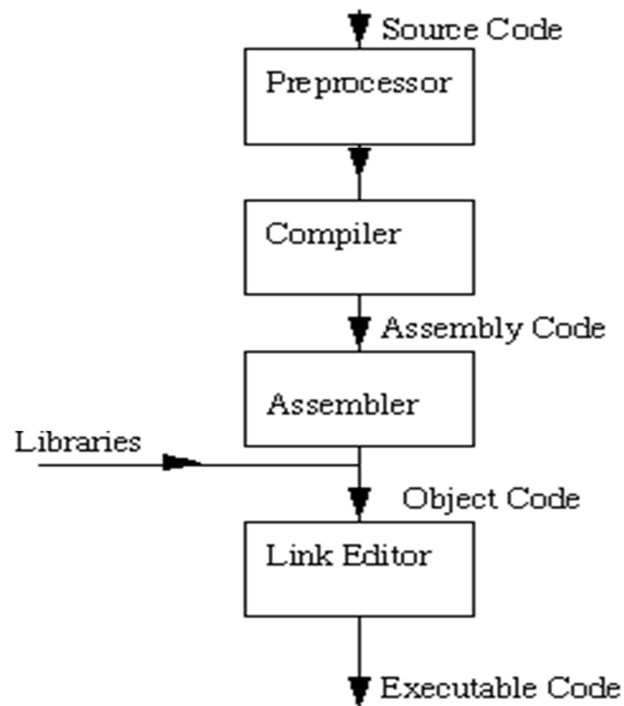 Source Code
Preprocessor
Compiler
Assembly Code
Assembler
Libraries
Object Code
Link Editor
Executable Code